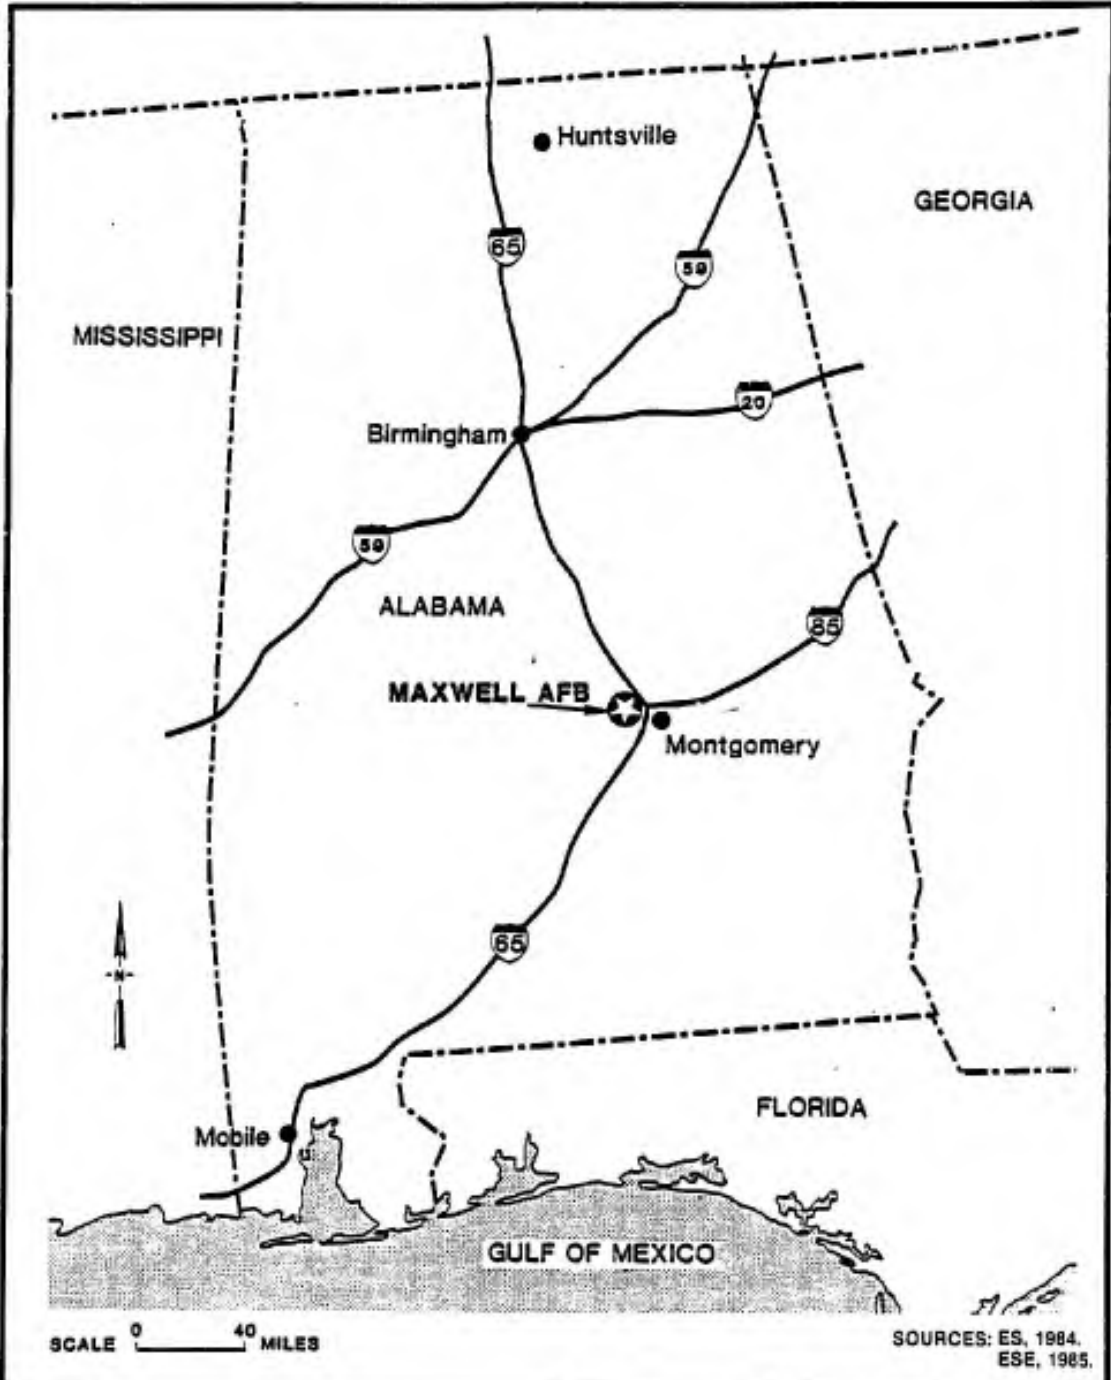 Huntsville
GEORGIA
65
59
MISSISSIPPI
20
Birmingham
59
ALABAMA
85
MAXWELL AFB
Montgomery
65
-N-
FLORIDA
Mobile
GULF OF MEXICO
SCALE 0 40 MILES
SOURCES: ES, 1984.
ESE, 1985.